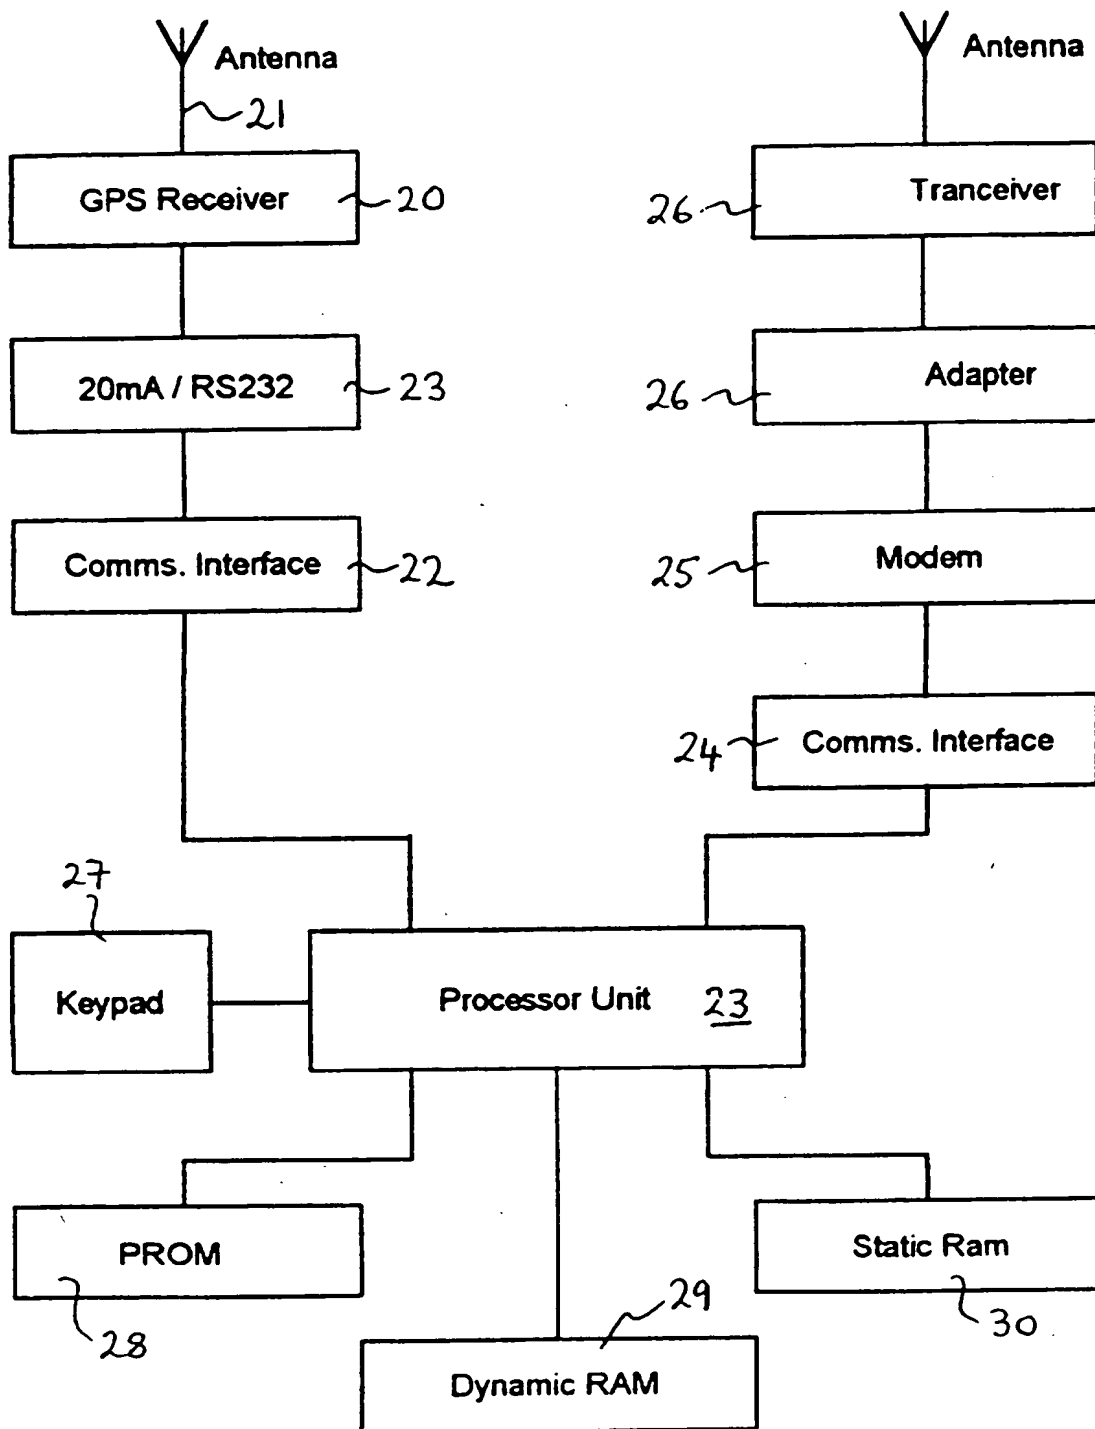 Antenna
21
GPS Receiver
20
20mA / RS232
23
Comms. Interface
22
Antenna
Tranceiver
26
Adapter
26
Modem
25
Comms. Interface
24
27
Keypad
Processor Unit 23
PROM
28
Dynamic RAM
29
Static Ram
30